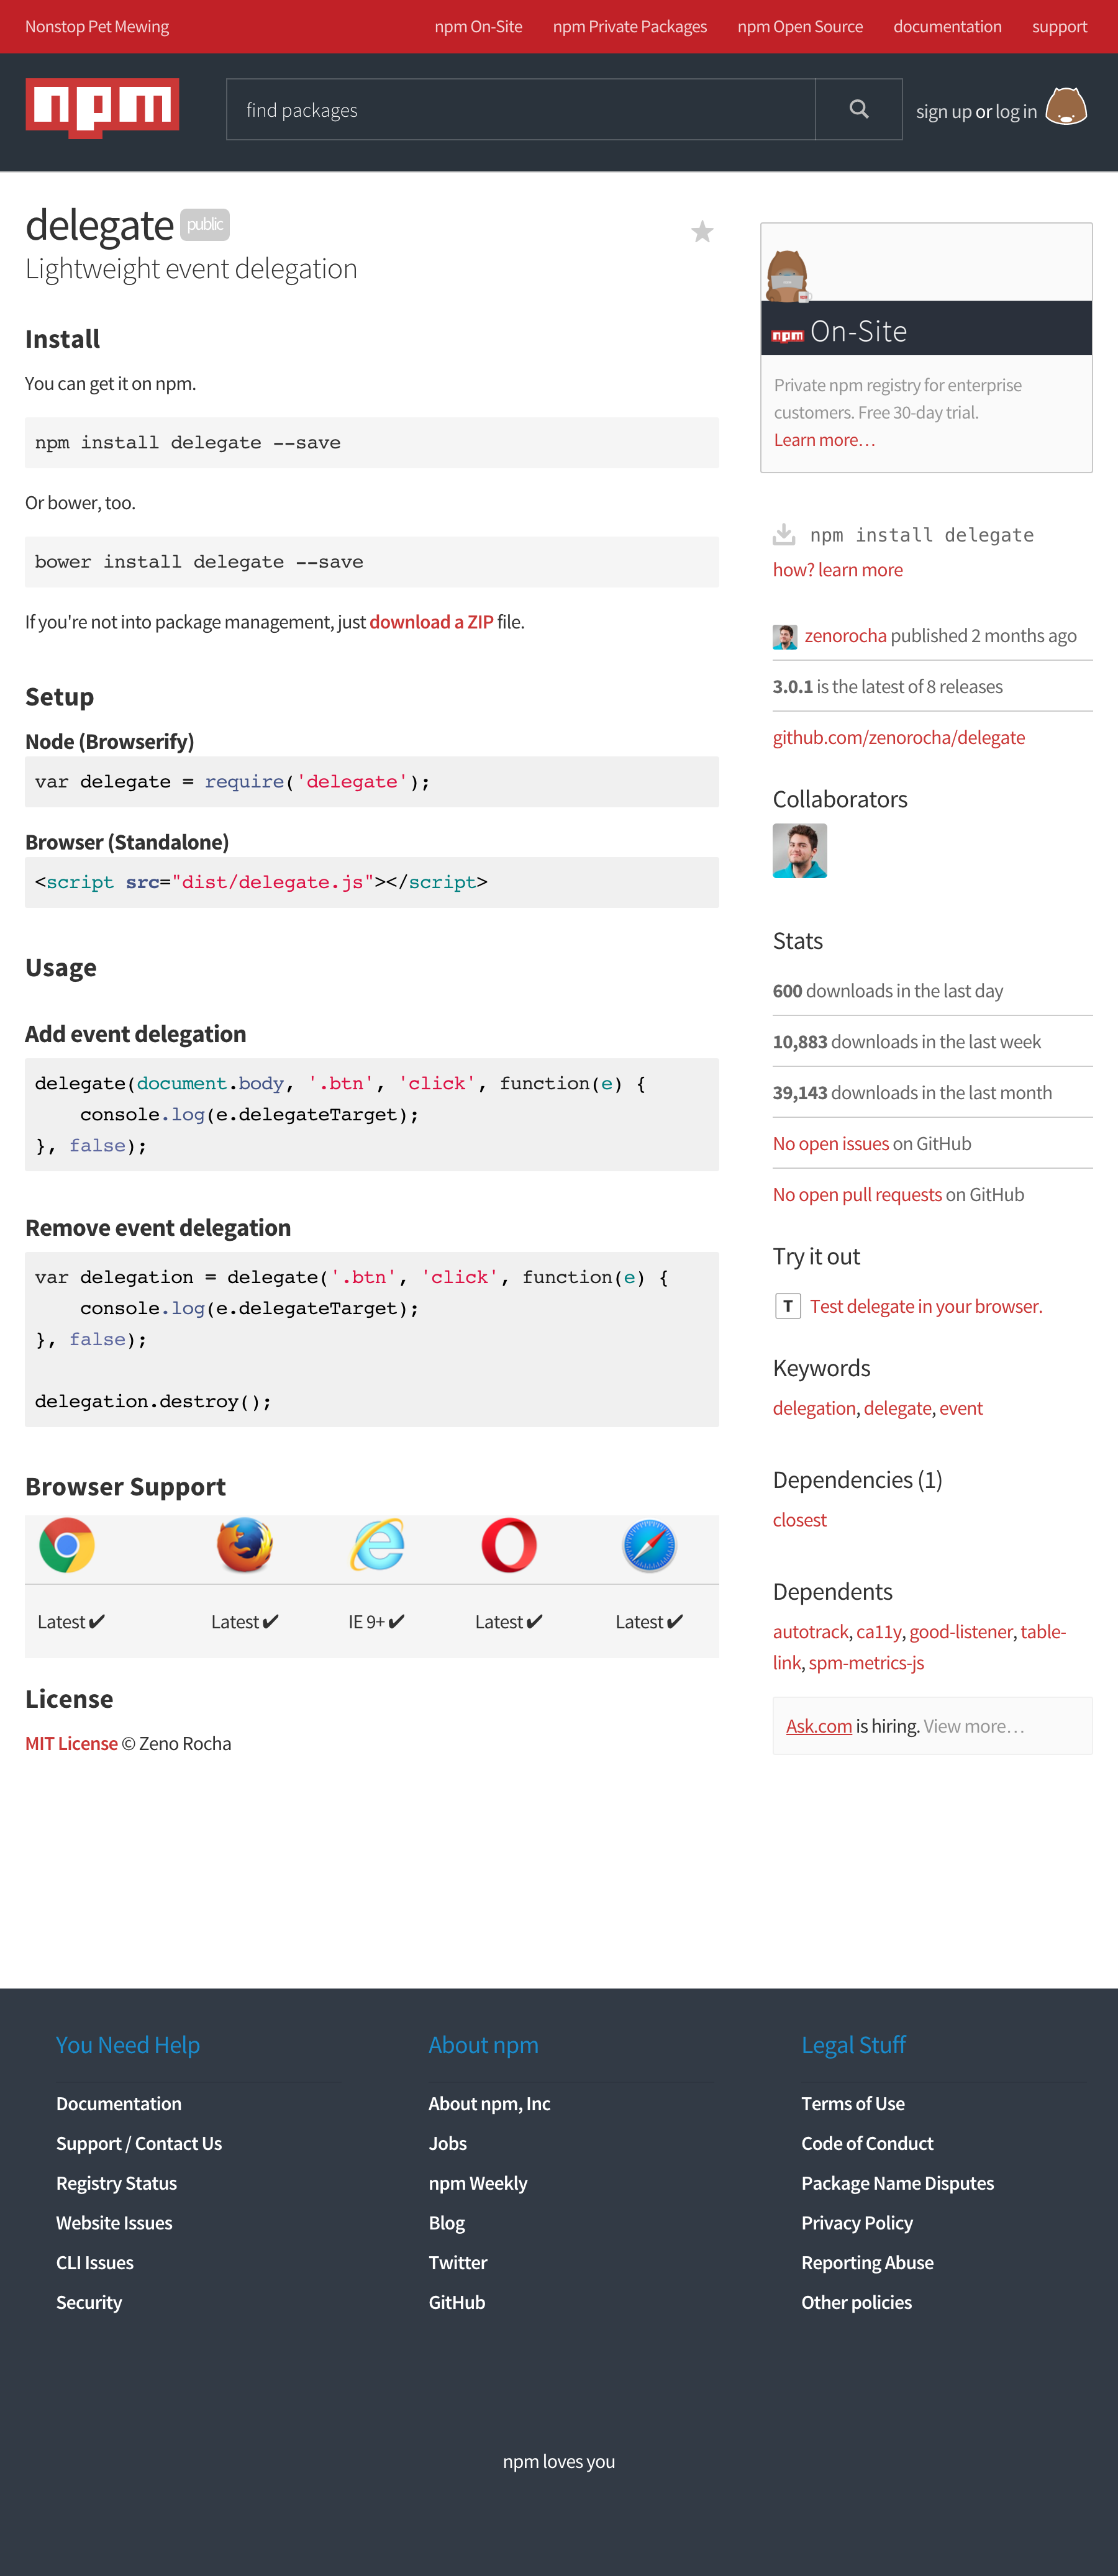 Nonstop Pet Mewing
npm On-Site
npm Private Packages
npm Open Source
documentation
support
npm
find packages
sign up or log in
delegate public
Lightweight event delegation
Install
You can get it on npm.
npm install delegate --save
Or bower, too.
bower install delegate --save
If you're not into package management, just download a ZIP file.
Setup
Node (Browserify)
var delegate = require('delegate');
Browser (Standalone)
<script src="dist/delegate.js"></script>
Usage
Add event delegation
delegate(document.body, '.btn', 'click', function(e) {
    console.log(e.delegateTarget);
}, false);
Remove event delegation
var delegation = delegate('.btn', 'click', function(e) {
    console.log(e.delegateTarget);
}, false);
delegation.destroy();
Browser Support
Latest ✔ Latest ✔ IE 9+ ✔ Latest ✔ Latest ✔
License
MIT License © Zeno Rocha
npm On-Site
Private npm registry for enterprise
customers. Free 30-day trial.
Learn more…
npm install delegate
how? learn more
zenorocha published 2 months ago
3.0.1 is the latest of 8 releases
github.com/zenorocha/delegate
Collaborators
Stats
600 downloads in the last day
10,883 downloads in the last week
39,143 downloads in the last month
No open issues on GitHub
No open pull requests on GitHub
Try it out
T Test delegate in your browser.
Keywords
delegation, delegate, event
Dependencies (1)
closest
Dependents
autotrack, ca11y, good-listener, table-
link, spm-metrics-js
Ask.com is hiring. View more…
You Need Help
Documentation
Support / Contact Us
Registry Status
Website Issues
CLI Issues
Security
About npm
About npm, Inc
Jobs
npm Weekly
Blog
Twitter
GitHub
Legal Stuff
Terms of Use
Code of Conduct
Package Name Disputes
Privacy Policy
Reporting Abuse
Other policies
npm loves you